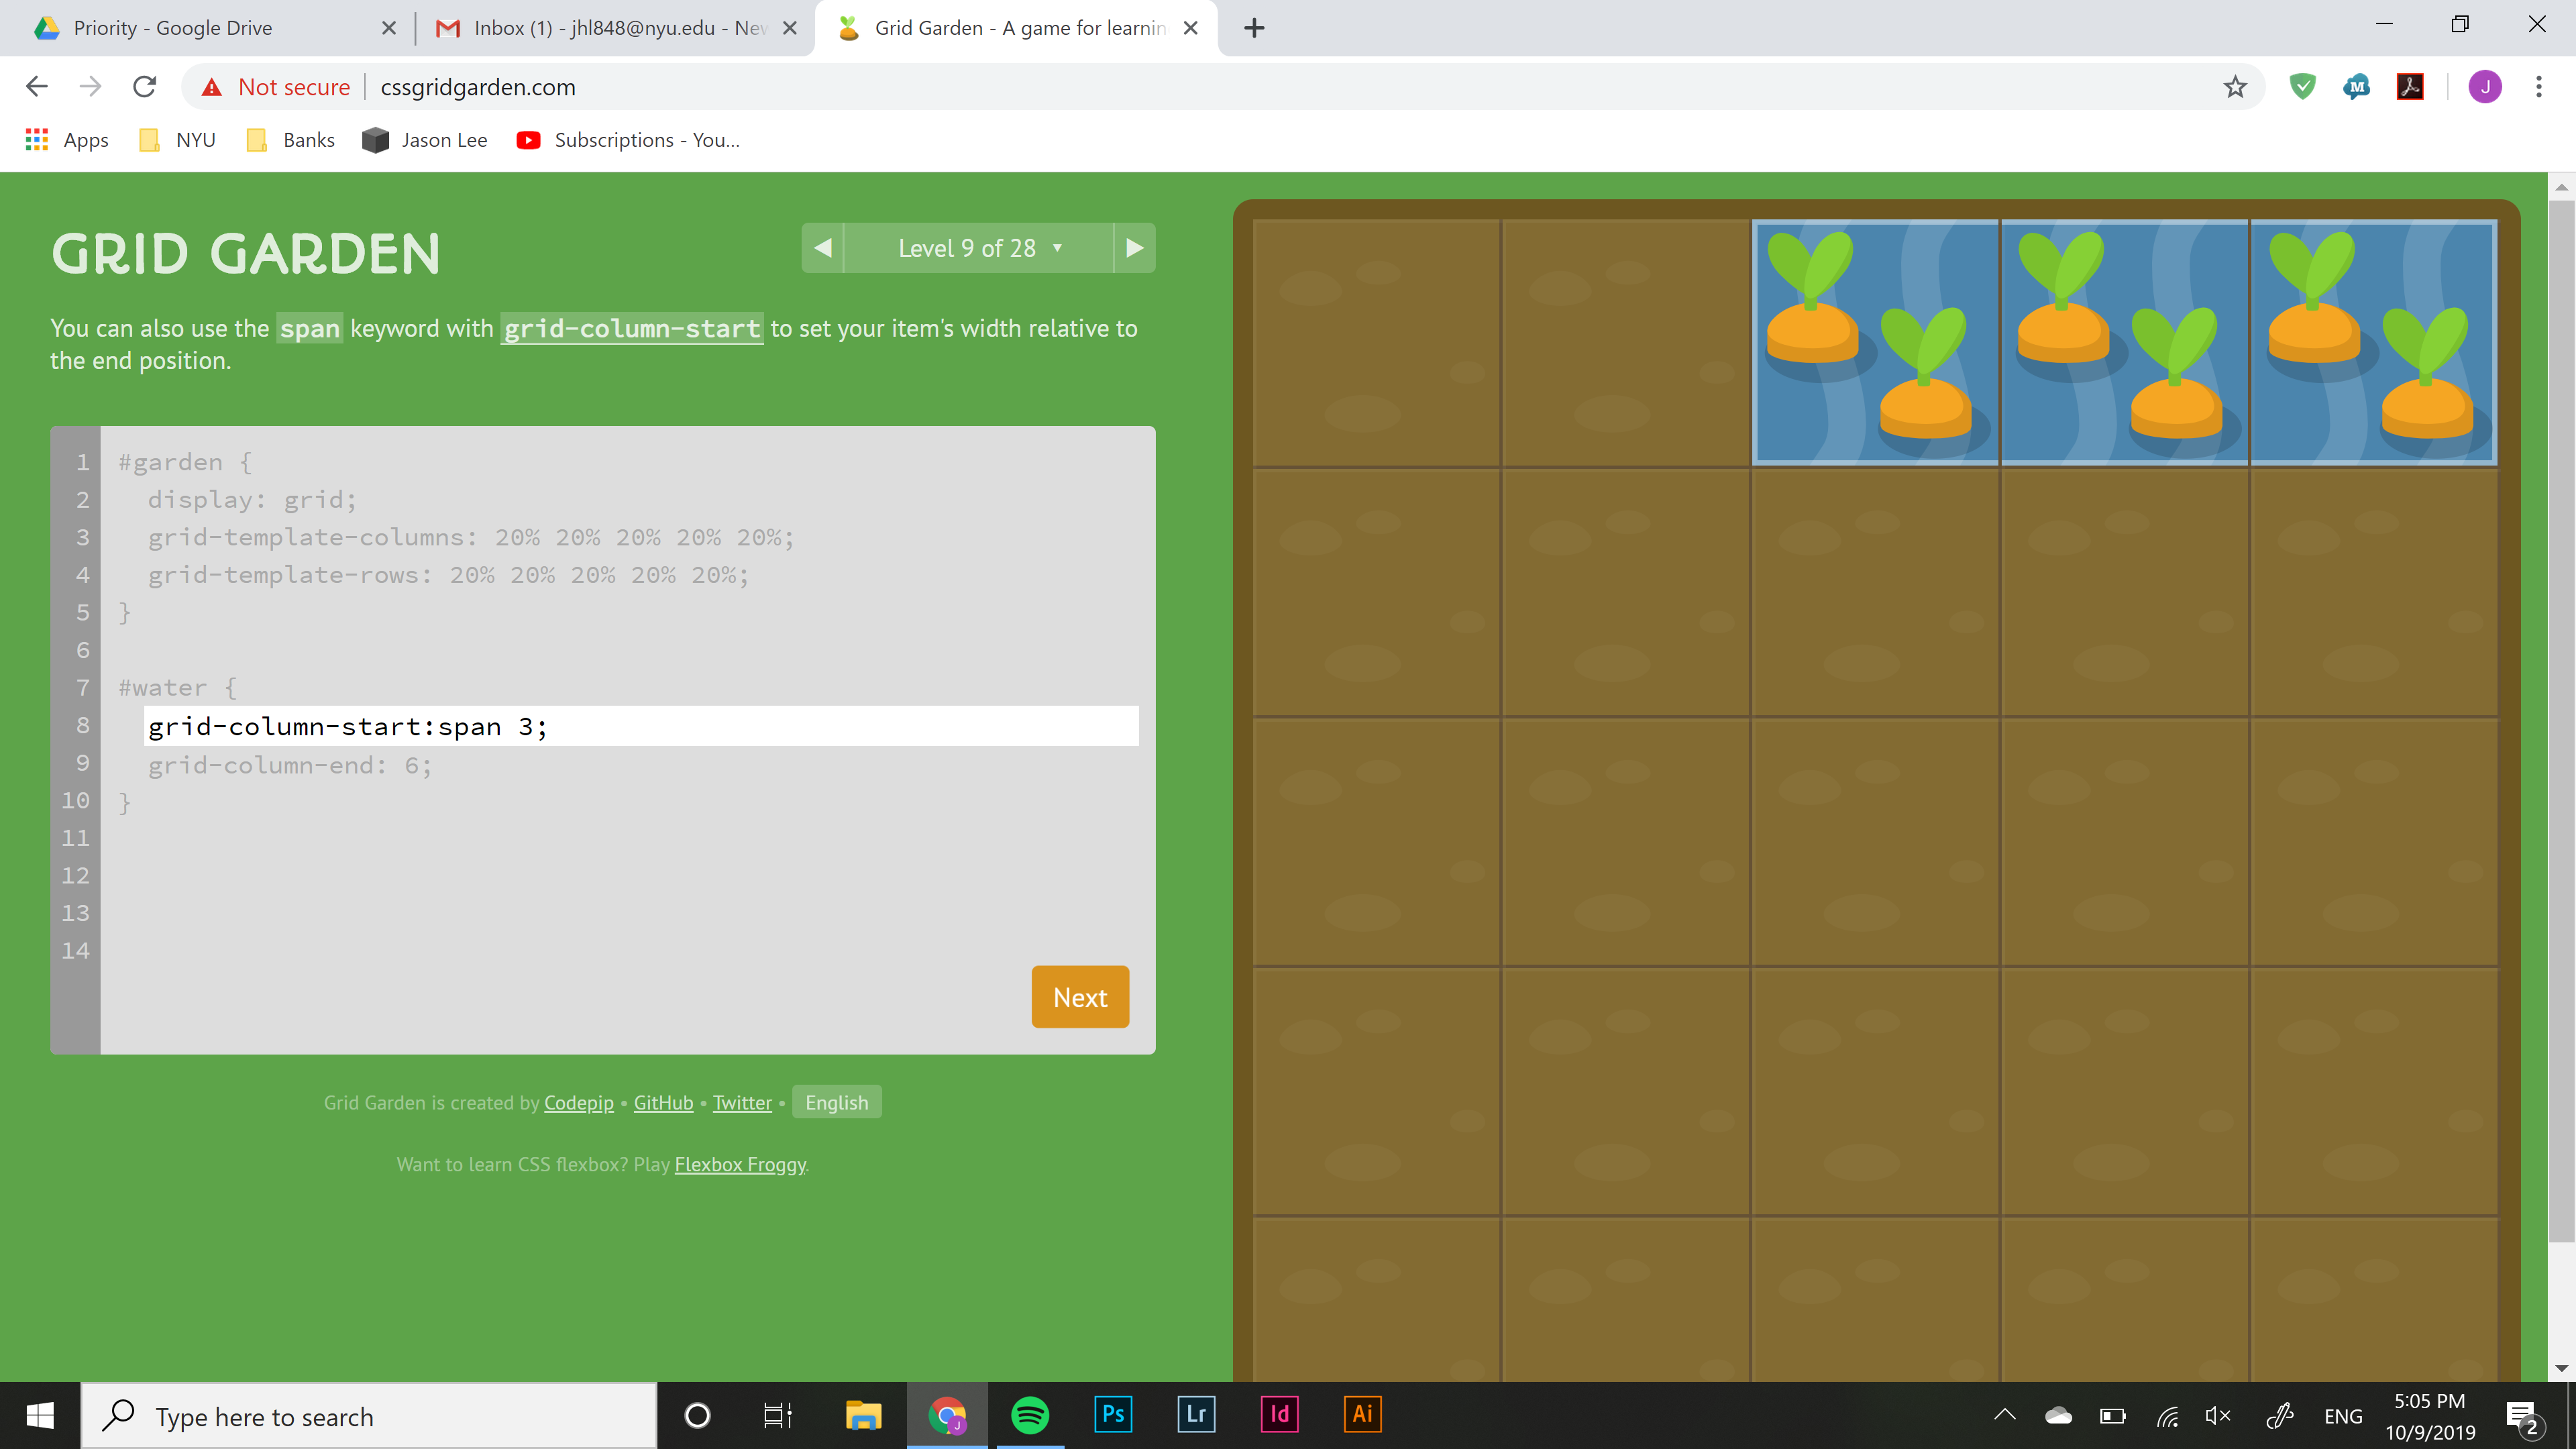 Priority - Google Drive
Inbox (1) - jhl848@nyu.edu - Nev
Grid Garden - A game for learnin
Not secure
cssgridgarden.com
M
J
Apps
NYU
Banks
Jason Lee
Subscriptions - You...
GRID GARDEN
Level 9 of 28
You can also use the span keyword with grid-column-start to set your item's width relative to
the end position.
1 #garden {
2 display: grid;
3 grid-template-columns: 20% 20% 20% 20% 20%;
4 grid-template-rows: 20% 20% 20% 20% 20%;
5 }
6
7 #water {
8 grid-column-start:span 3;
9 grid-column-end: 6;
10 }
11
12
13
14
Next
Grid Garden is created by Codepip • GitHub • Twitter • English
Want to learn CSS flexbox? Play Flexbox Froggy.
Type here to search
J
Ps
Lr
Id
Ai
ENG
5:05 PM
10/9/2019
2